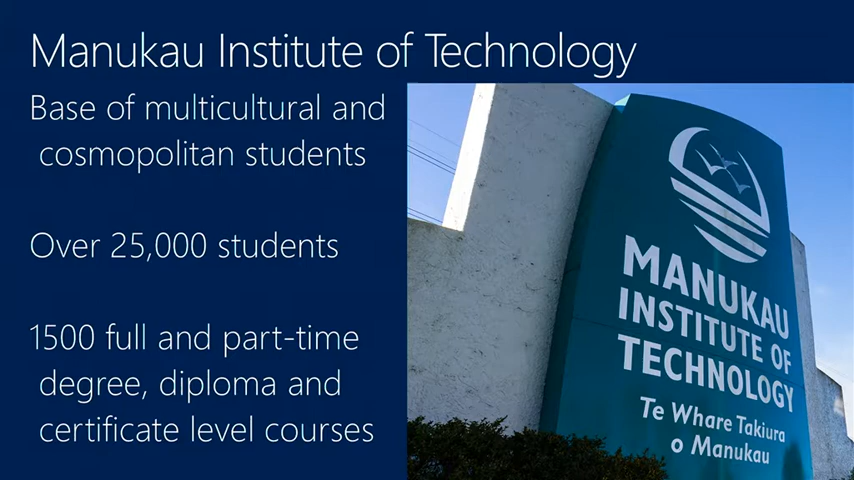 Manukau Institute of Technology
Base of multicultural and
cosmopolitan students
Over 25,000 students
1500 full and part-time
degree, diploma and
certificate level courses
MANUKAU
INSTITUTE OF
TECHNOLOGY
Te Whare Takiura
o Manukau